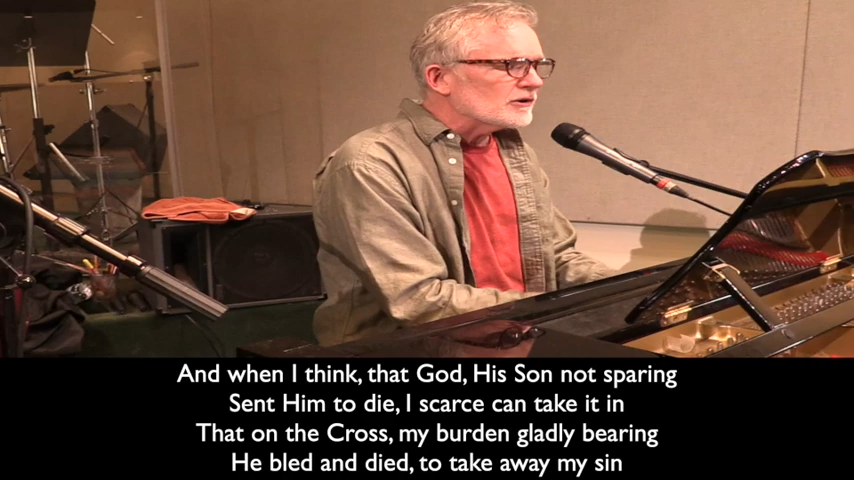 And when I think, that God, His Son not sparing
Sent Him to die, I scarce can take it in
That on the Cross, my burden gladly bearing
He bled and died, to take away my sin